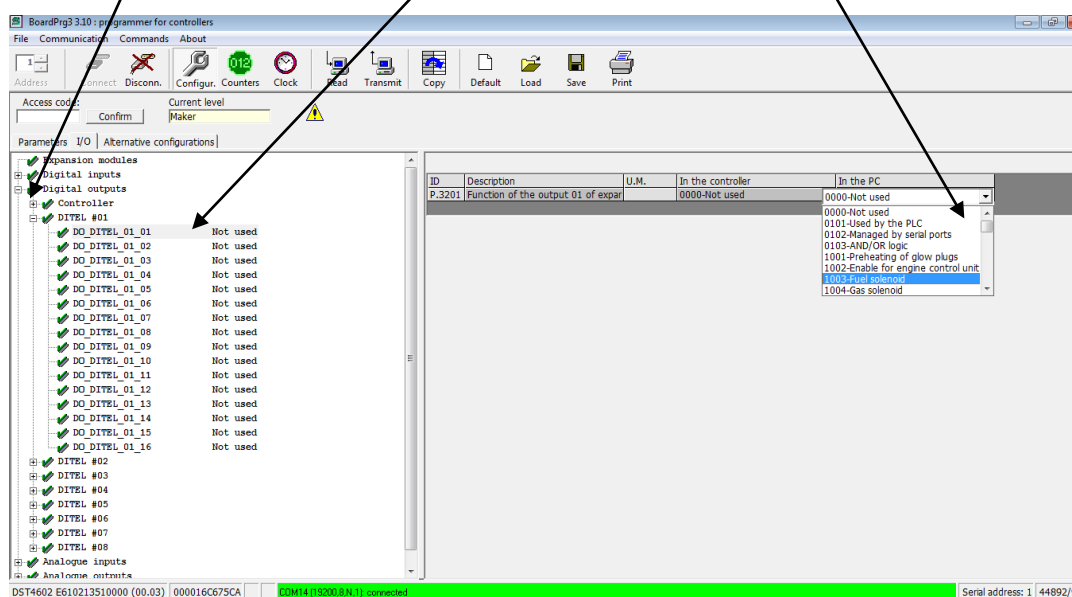 BoardPrg3 3.10 : programmer for controllers
File Communication Commands About
1
012
Address Connect Disconn. Configur. Counters Clock Read Transmit Copy Default Load Save Print
Access code: Current level
Confirm Maker
Parameters I/O Alternative configurations
Expansion modules
Digital inputs
Digital outputs
Controller
DITEL #01
DO_DITEL_01_01 Not used
DO_DITEL_01_02 Not used
DO_DITEL_01_03 Not used
DO_DITEL_01_04 Not used
DO_DITEL_01_05 Not used
DO_DITEL_01_06 Not used
DO_DITEL_01_07 Not used
DO_DITEL_01_08 Not used
DO_DITEL_01_09 Not used
DO_DITEL_01_10 Not used
DO_DITEL_01_11 Not used
DO_DITEL_01_12 Not used
DO_DITEL_01_13 Not used
DO_DITEL_01_14 Not used
DO_DITEL_01_15 Not used
DO_DITEL_01_16 Not used
DITEL #02
DITEL #03
DITEL #04
DITEL #05
DITEL #06
DITEL #07
DITEL #08
Analogue inputs
Analogue outputs
ID Description U.M. In the controller In the PC
P.3201 Function of the output 01 of expar 0000-Not used 0000-Not used
0000-Not used
0101-Used by the PLC
0102-Managed by serial ports
0103-AND/OR logic
1001-Preheating of glow plugs
1002-Enable for engine control unit
1003-Fuel solenoid
1004-Gas solenoid
DST4602 E610213510000 (00.03) 000016C675CA COM14 (19200,8,N,1): connected Serial address: 1 44892/